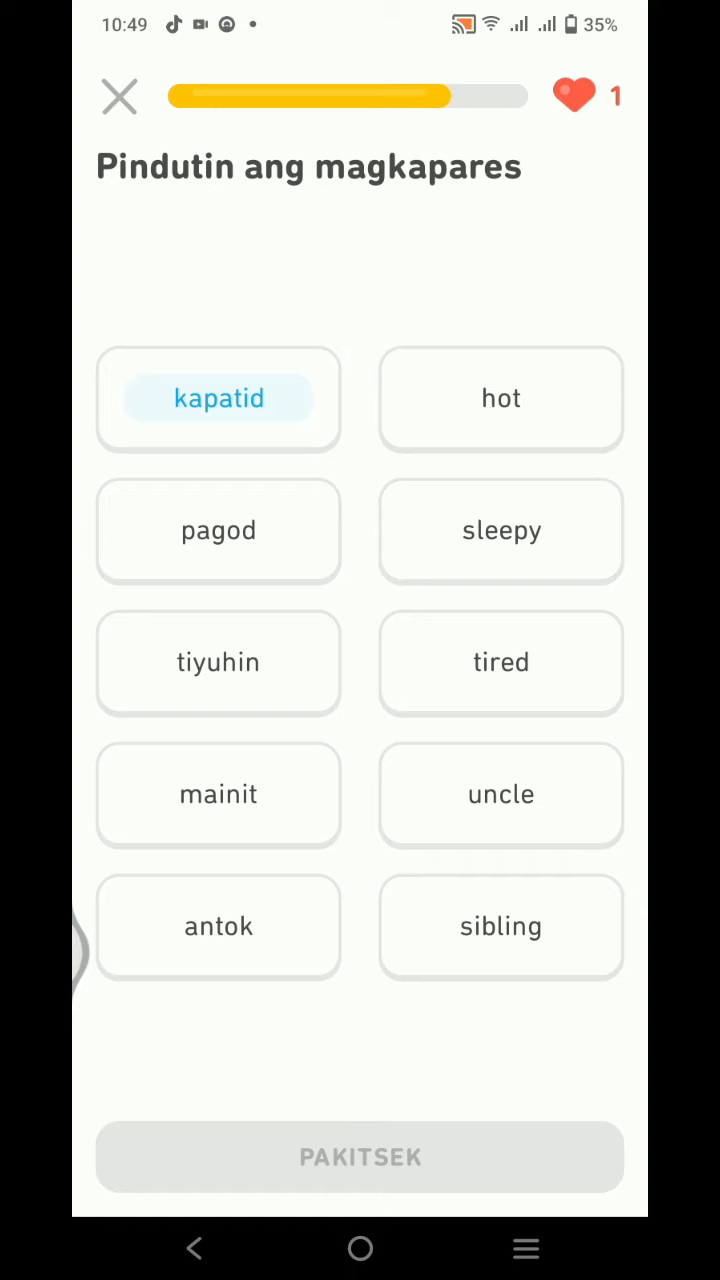 10:49 35%
1
Pindutin ang magkapares
kapatid hot
pagod sleepy
tiyuhin tired
mainit uncle
antok sibling
PAKITSEK